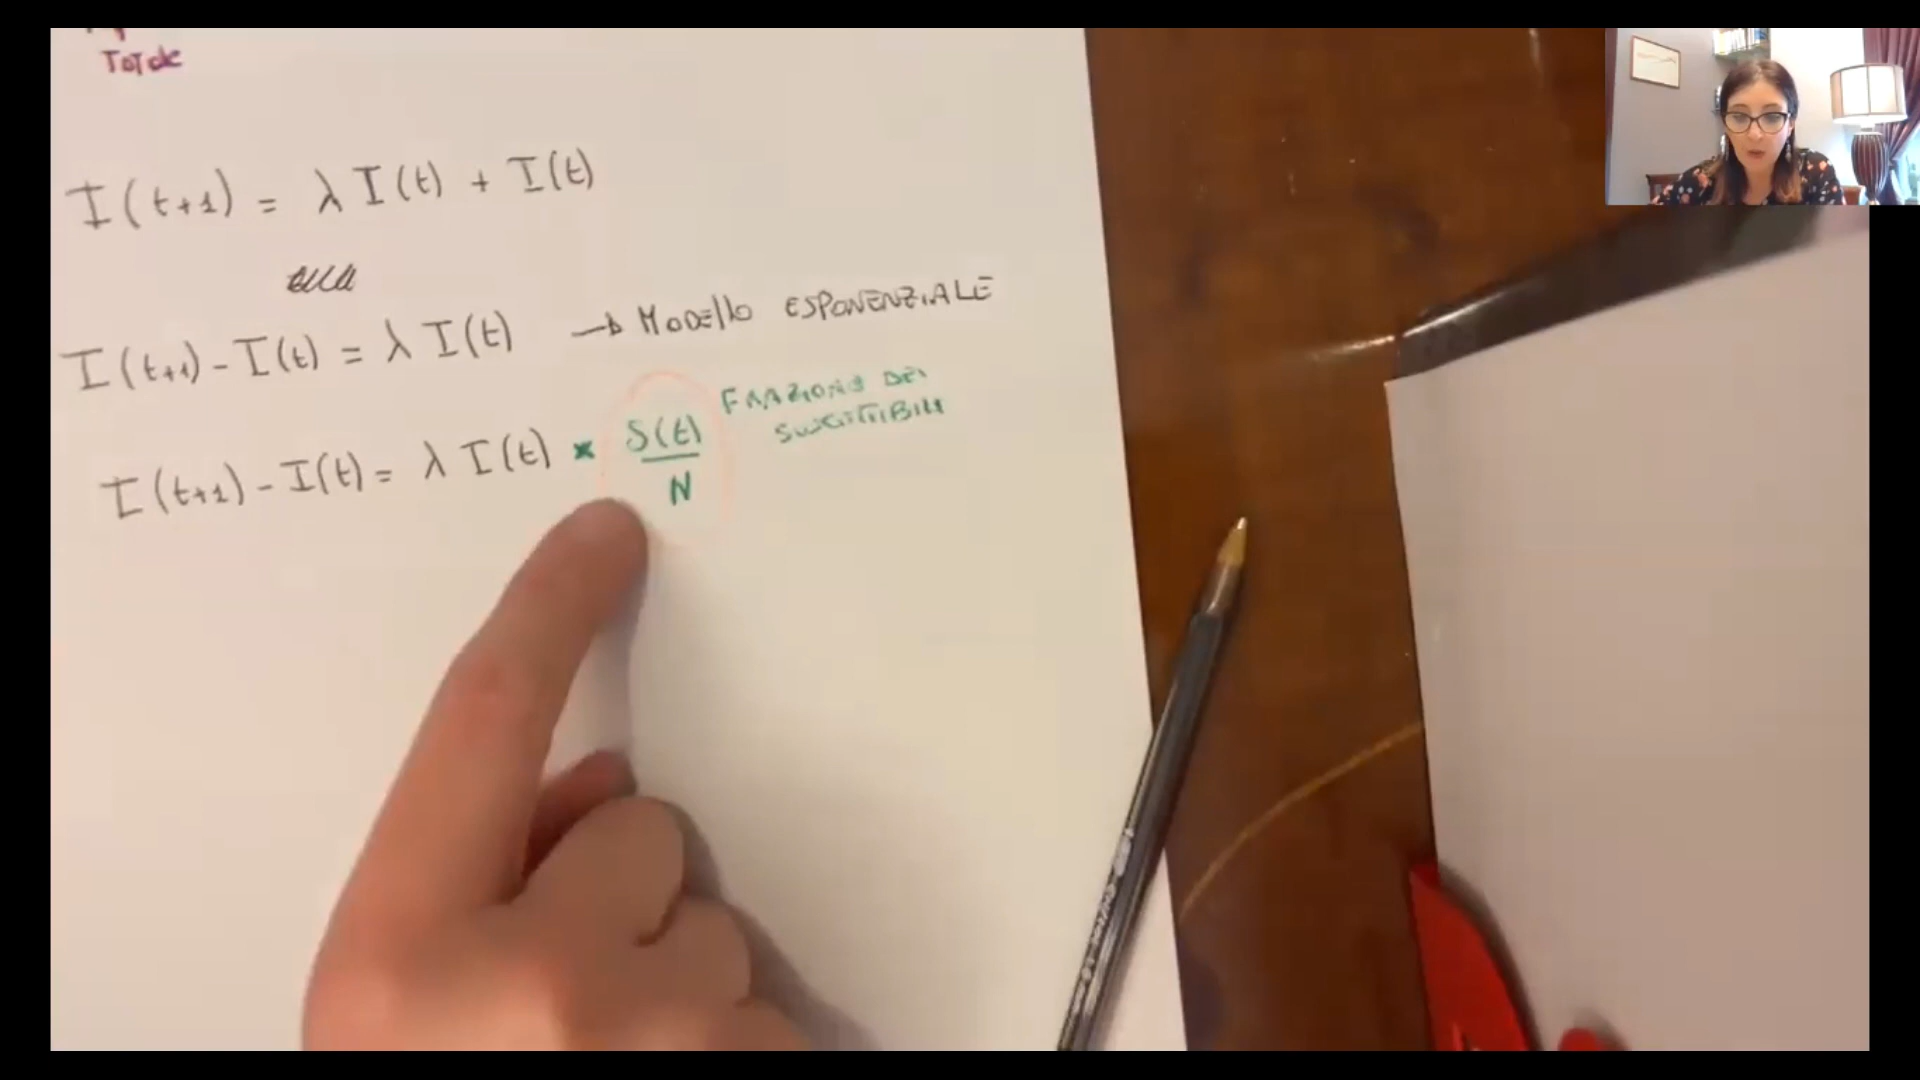 Totale
I(t+1) = λ I(t) + I(t)
I(t+1) - I(t) = λ I(t) → Modello ESPONENZIALE
I(t+1) - I(t) = λ I(t) * S(t)/N FRAZIONE DEI
SUSCETTIBILI